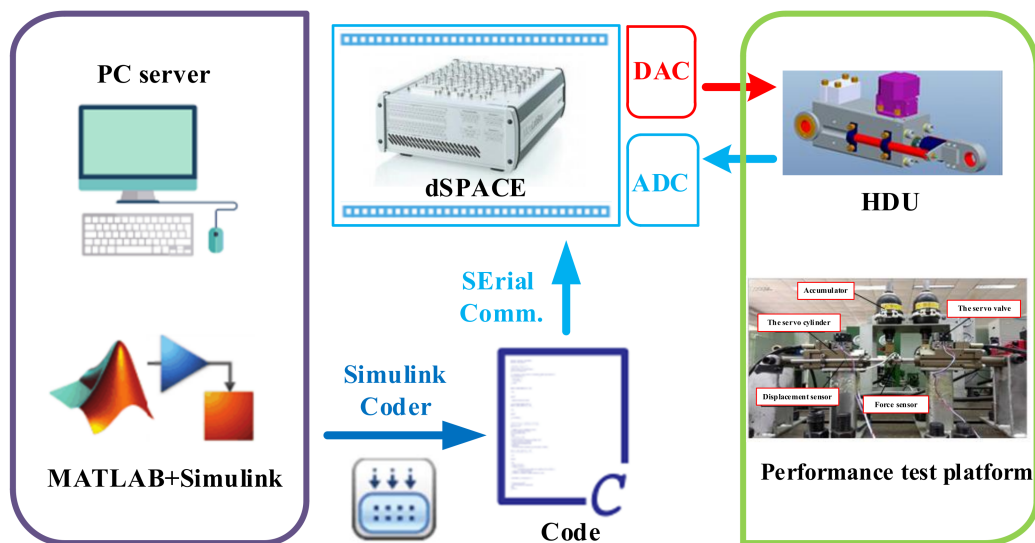 PC server
MATLAB+Simulink
Simulink
Coder
Code
C
SErial
Comm.
dSPACE
DAC
ADC
HDU
Accumulator
The servo valve
The servo cylinder
Displacement sensor
Force sensor
Performance test platform